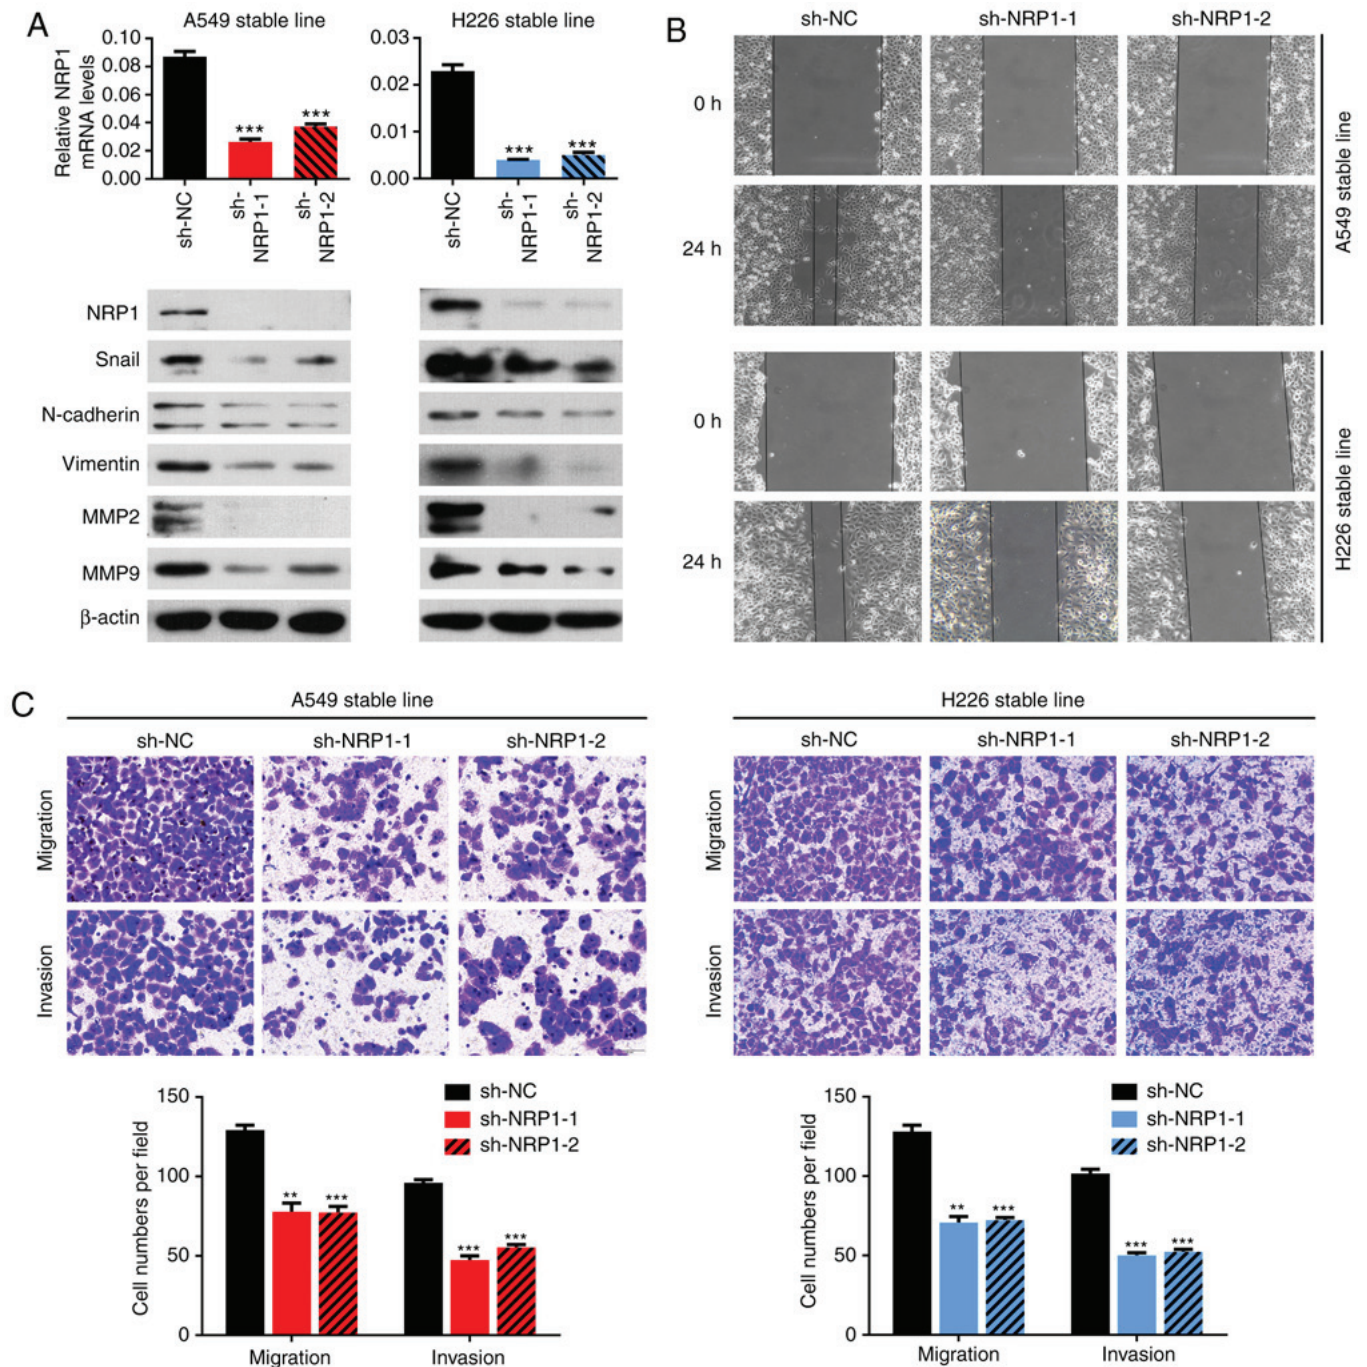 A
A549 stable line
H226 stable line
Relative NRP1
mRNA levels
0.10
0.08
0.06
0.04
0.02
0.00
***
***
sh-NC
sh-
NRP1-1
sh-
NRP1-2
0.03
0.02
0.01
0.00
***
***
sh-NC
sh-
NRP1-1
sh-
NRP1-2
NRP1
Snail
N-cadherin
Vimentin
MMP2
MMP9
β-actin
B
sh-NC
sh-NRP1-1
sh-NRP1-2
0 h
24 h
A549 stable line
0 h
24 h
H226 stable line
C
A549 stable line
sh-NC
sh-NRP1-1
sh-NRP1-2
Migration
Invasion
H226 stable line
sh-NC
sh-NRP1-1
sh-NRP1-2
Migration
Invasion
Cell numbers per field
150
100
50
0
sh-NC
sh-NRP1-1
sh-NRP1-2
**
***
***
***
Migration
Invasion
Cell numbers per field
150
100
50
0
sh-NC
sh-NRP1-1
sh-NRP1-2
**
***
***
***
Migration
Invasion